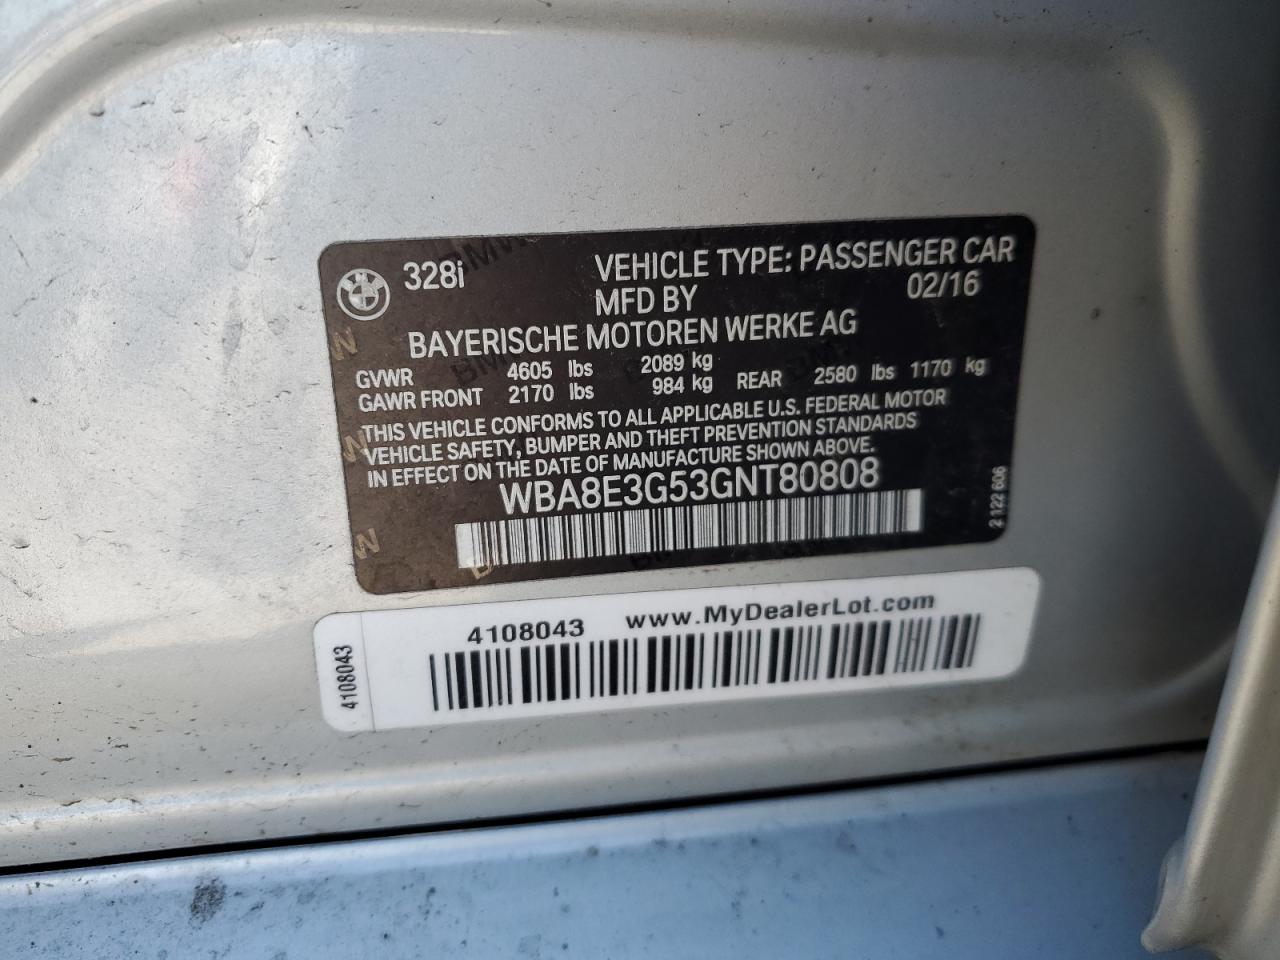 328i VEHICLE TYPE: PASSENGER CAR
MFD BY 02/16
BAYERISCHE MOTOREN WERKE AG
GVWR 4605 lbs 2089 kg
GAWR FRONT 2170 lbs 984 kg REAR 2580 lbs 1170 kg
THIS VEHICLE CONFORMS TO ALL APPLICABLE U.S. FEDERAL MOTOR
VEHICLE SAFETY, BUMPER AND THEFT PREVENTION STANDARDS
IN EFFECT ON THE DATE OF MANUFACTURE SHOWN ABOVE.
WBA8E3G53GNT80808
2 122 606
4108043 www.MyDealerLot.com
4108043